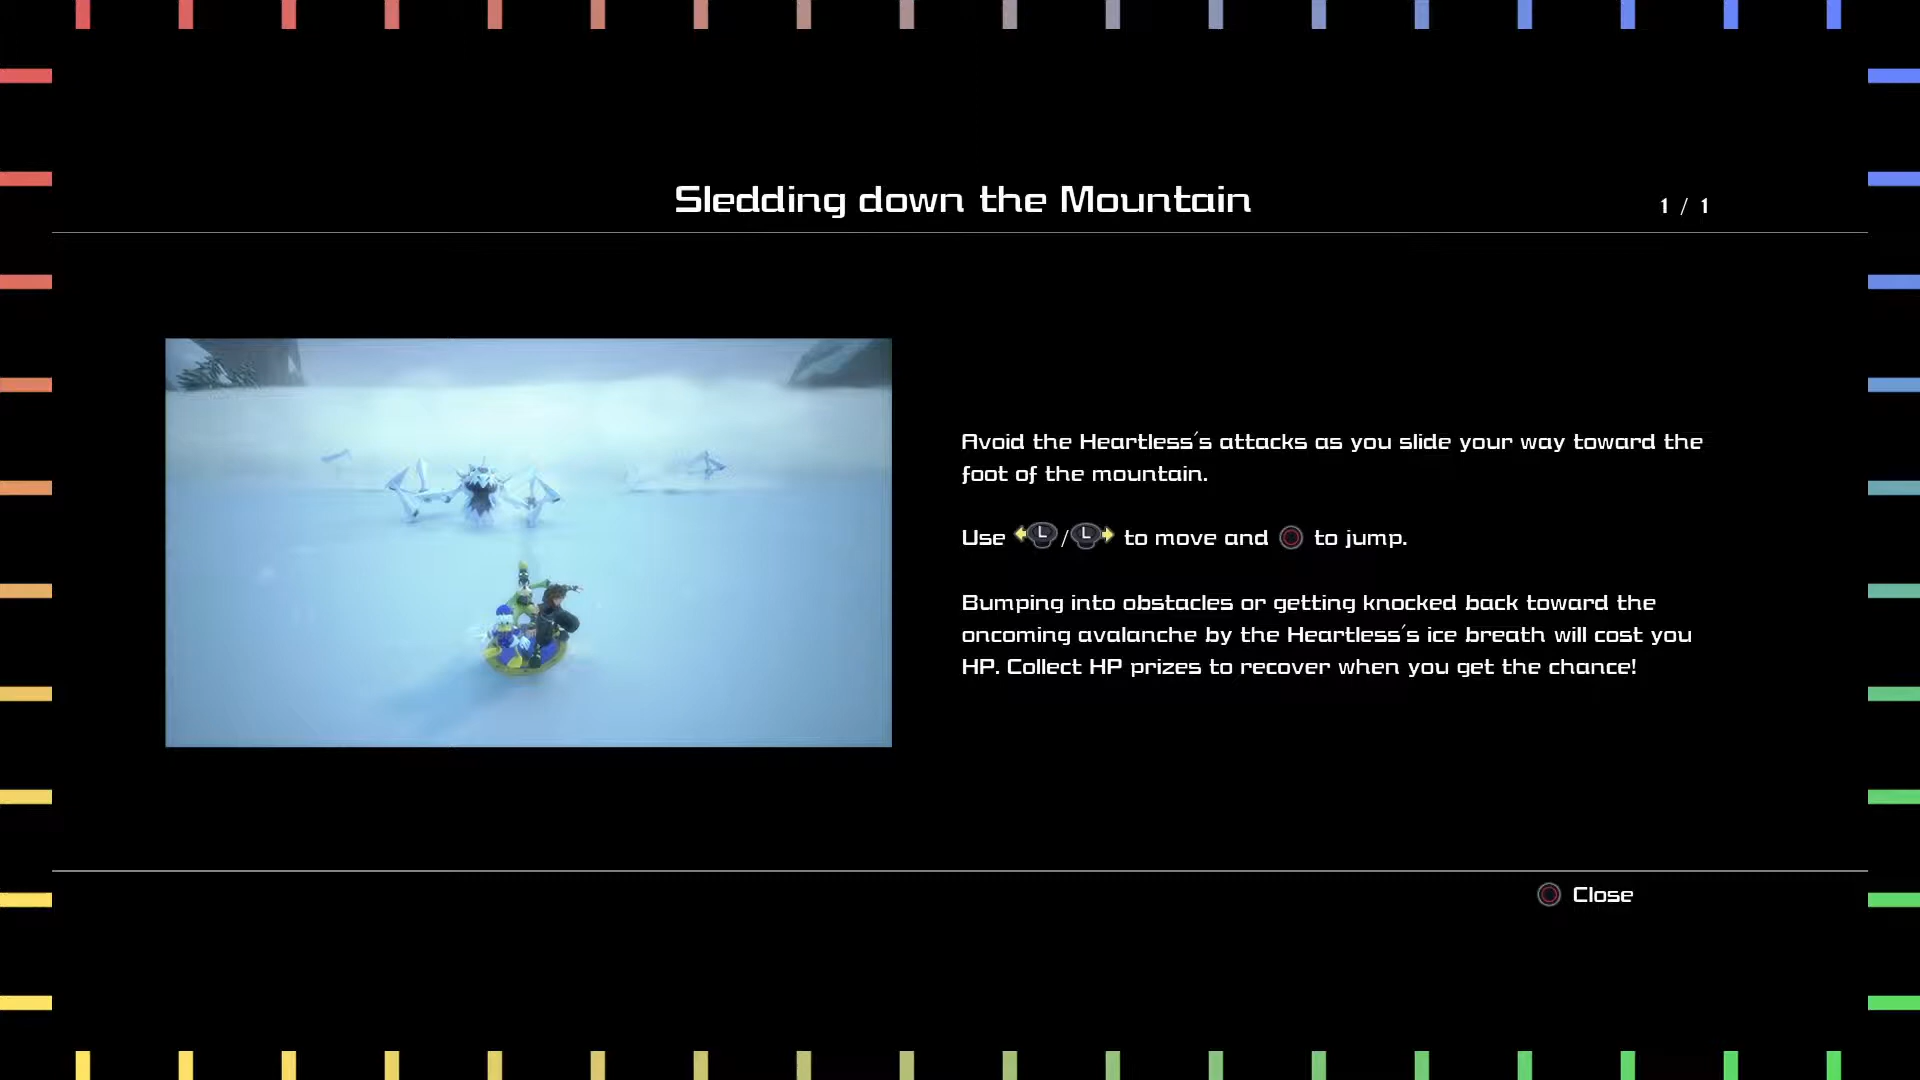 Sledding down the Mountain
1 / 1
Avoid the Heartless's attacks as you slide your way toward the
foot of the mountain.
Use L/L to move and to jump.
Bumping into obstacles or getting knocked back toward the
oncoming avalanche by the Heartless's ice breath will cost you
HP. Collect HP prizes to recover when you get the chance!
Close